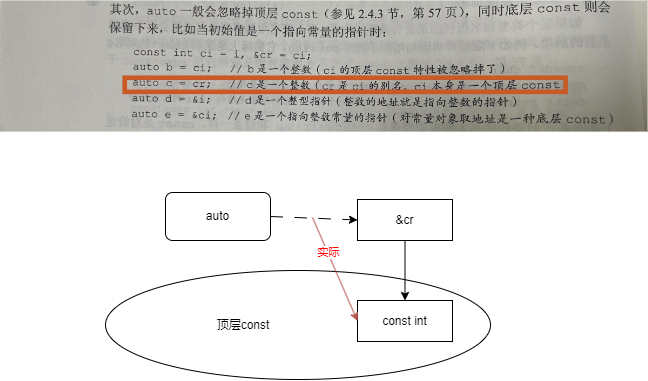 其次，auto 一般会忽略掉顶层 const（参见 2.4.3 节，第 57 页），同时底层 const 则会
保留下来，比如当初始值是一个指向常量的指针时：
const int ci = i, &cr = ci;
auto b = ci; // b 是一个整数（ci 的顶层 const 特性被忽略掉了）
auto c = cr; // c 是一个整数（cr 是 ci 的别名，ci 本身是一个顶层 const
auto d = &i; // d 是一个整型指针（整数的地址就是指向整数的指针）
auto e = &ci; // e 是一个指向整数常量的指针（对常量对象取地址是一种底层 const）
auto
&cr
实际
顶层const
const int